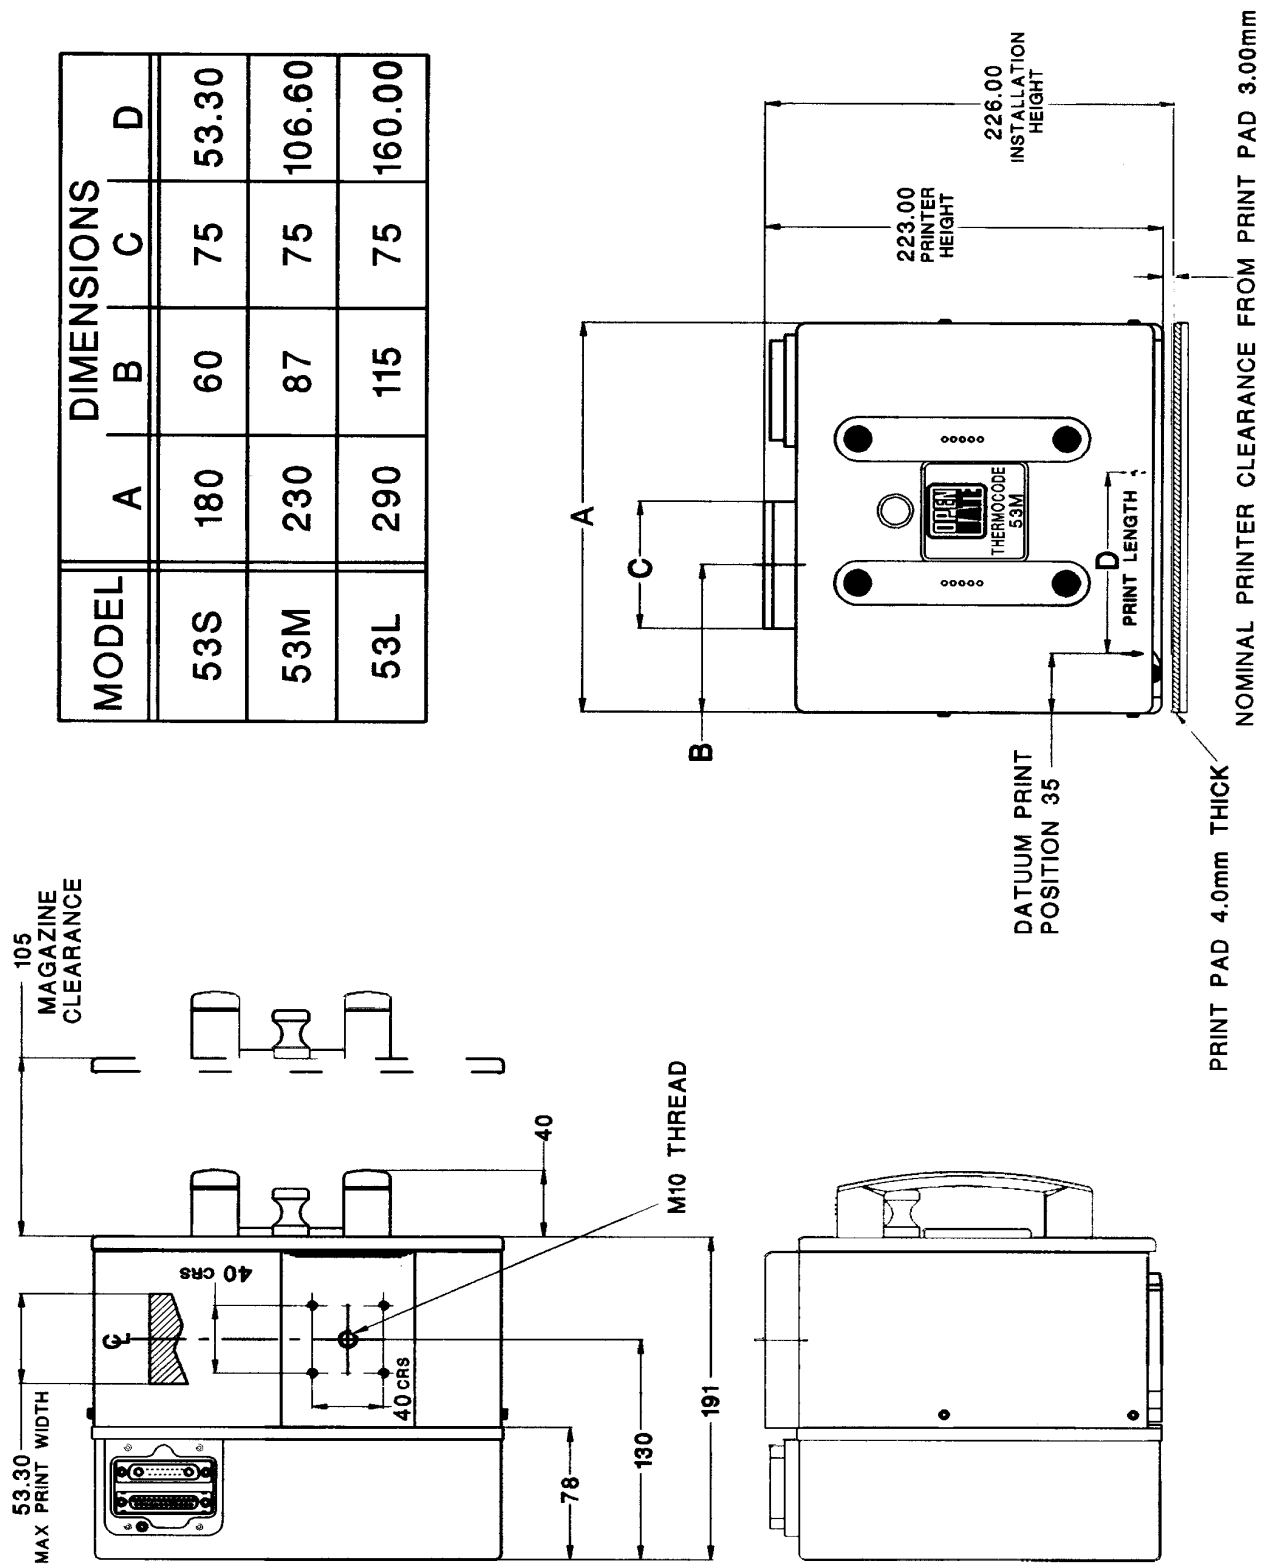 DIMENSIONS
MODEL A B C D
53S 180 60 75 53.30
53M 230 87 75 106.60
53L 290 115 75 160.00
53.30
MAX PRINT WIDTH
105
MAGAZINE
CLEARANCE
CL
40 CRS
40 CRS
40
M10 THREAD
78
130
191
A
B
C
223.00
PRINTER
HEIGHT
226.00
INSTALLATION
HEIGHT
OPEN
DATE
THERMOCODE
53M
D
PRINT LENGTH
DATUUM PRINT
POSITION 35
PRINT PAD 4.0mm THICK
NOMINAL PRINTER CLEARANCE FROM PRINT PAD 3.00mm